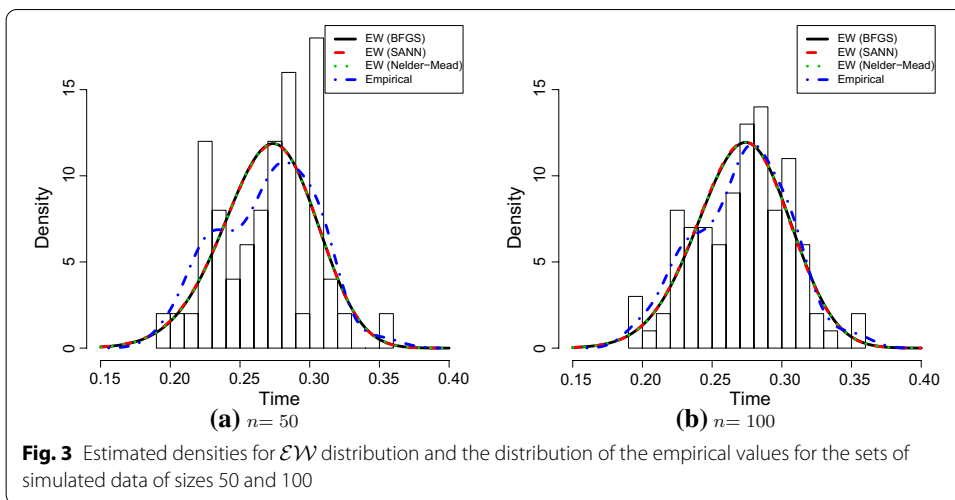 EW (BFGS)
EW (SANN)
EW (Nelder−Mead)
Empirical
Density
0
5
10
15
0.15 0.20 0.25 0.30 0.35 0.40
Time
(a) n= 50
EW (BFGS)
EW (SANN)
EW (Nelder−Mead)
Empirical
Density
0
5
10
15
0.15 0.20 0.25 0.30 0.35 0.40
Time
(b) n= 100
Fig. 3 Estimated densities for ℰ𝒲 distribution and the distribution of the empirical values for the sets of
simulated data of sizes 50 and 100